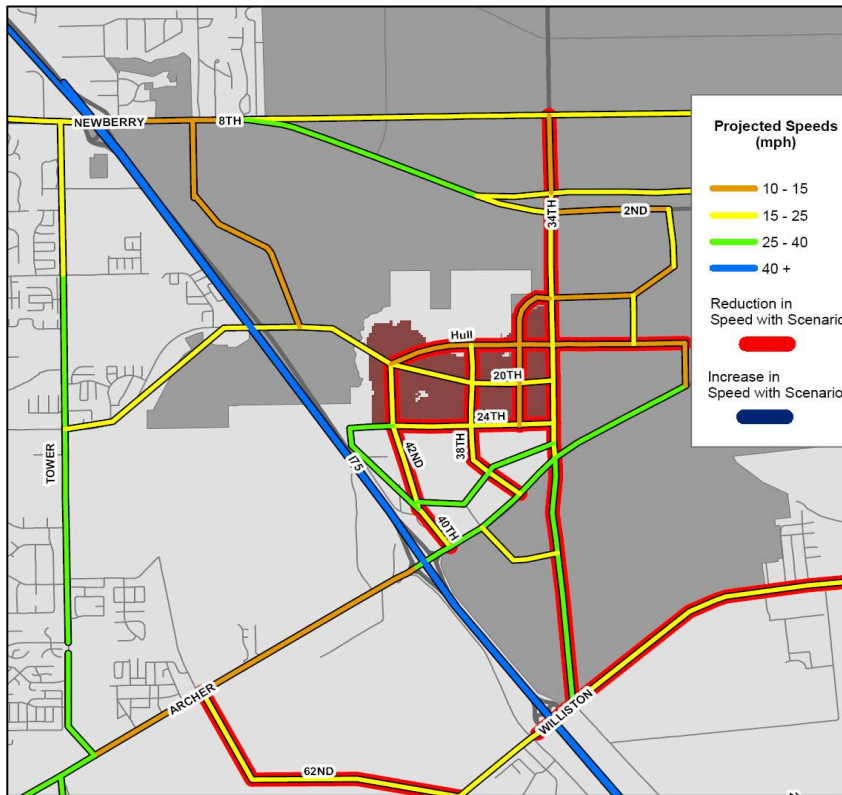 NEWBERRY
8TH
34TH
2ND
Projected Speeds
(mph)
10 - 15
15 - 25
25 - 40
40 +
Reduction in
Speed with Scenario
Increase in
Speed with Scenario
Hull
20TH
24TH
38TH
42ND
I75
TOWER
40TH
ARCHER
WILLISTON
62ND